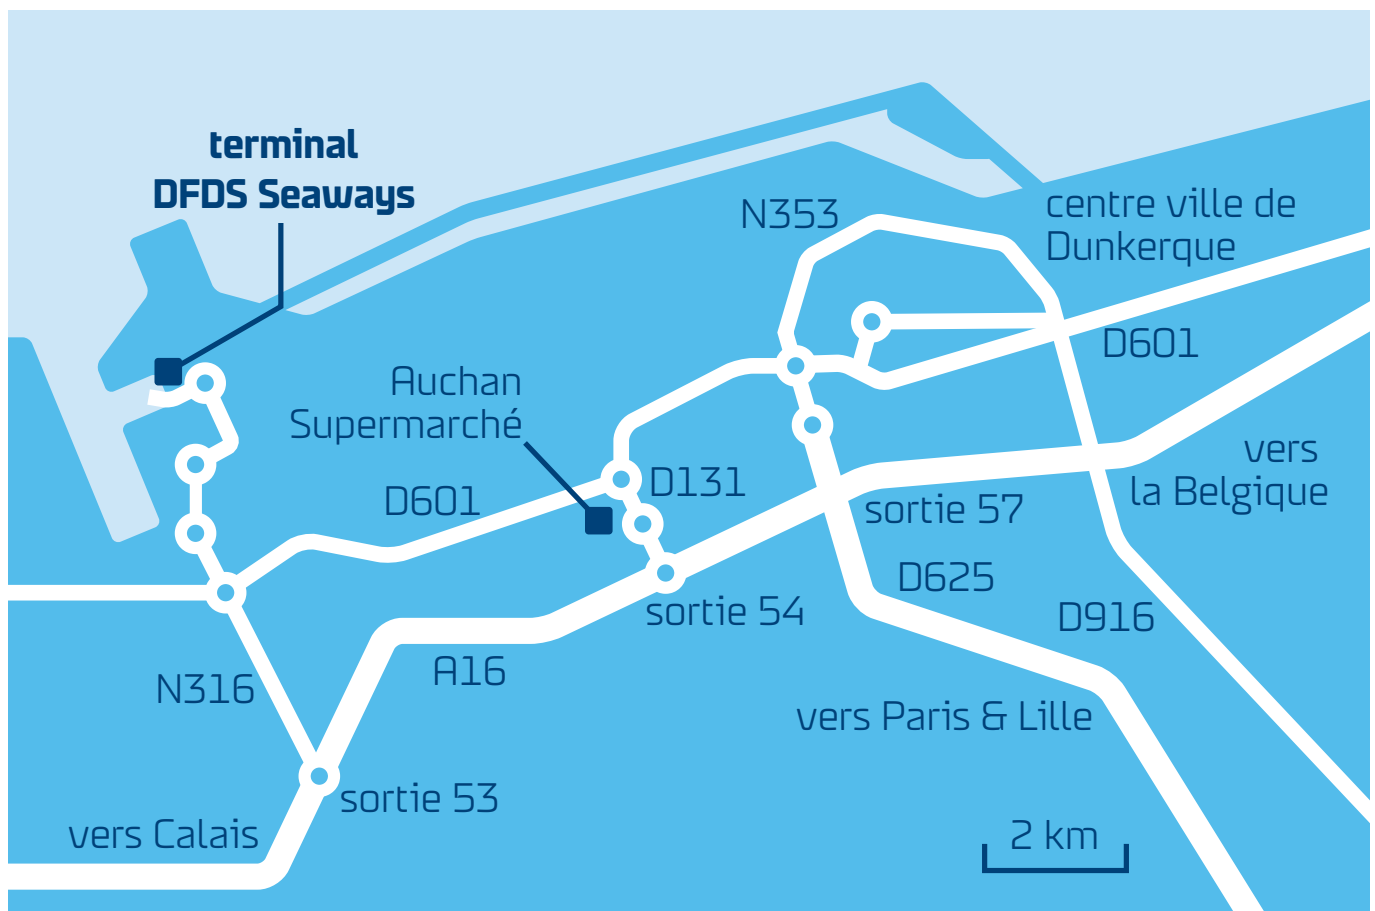 terminal
DFDS Seaways
N353
centre ville de
Dunkerque
D601
Auchan
Supermarché
D131
D601
vers
la Belgique
sortie 57
D625
sortie 54
D916
A16
N316
vers Paris & Lille
sortie 53
vers Calais
2 km